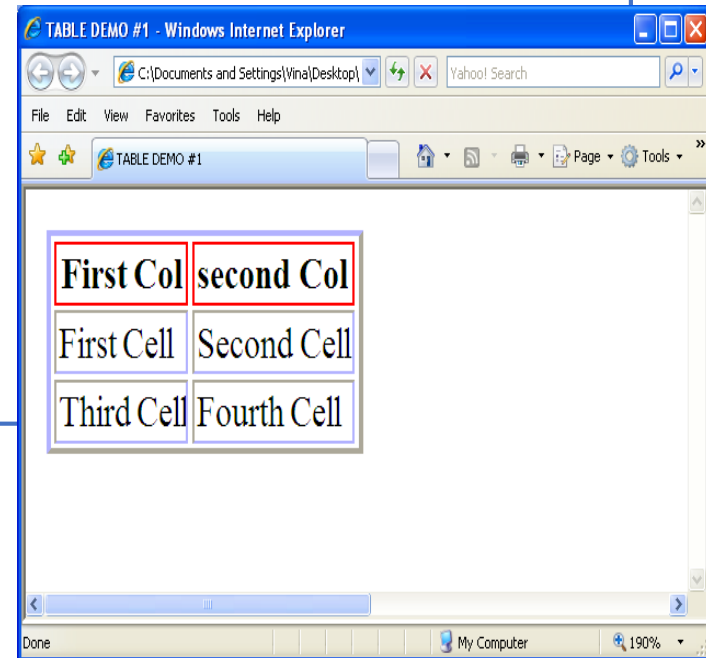 TABLE DEMO #1 - Windows Internet Explorer
C:\Documents and Settings\Vina\Desktop\ Yahoo! Search
File Edit View Favorites Tools Help
TABLE DEMO #1 Page Tools »
First Col second Col
First Cell Second Cell
Third Cell Fourth Cell
Done My Computer 190%